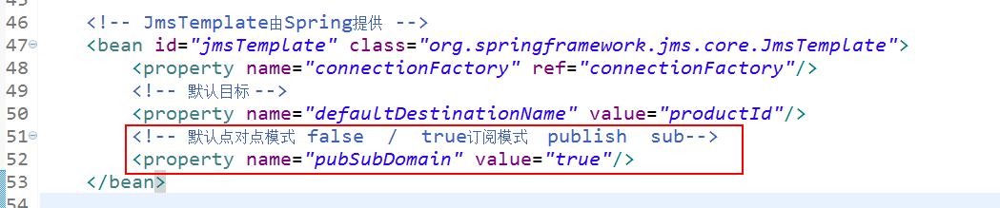 46 <!-- JmsTemplate由Spring提供 -->
47 <bean id="jmsTemplate" class="org.springframework.jms.core.JmsTemplate">
48 <property name="connectionFactory" ref="connectionFactory"/>
49 <!-- 默认目标 -->
50 <property name="defaultDestinationName" value="productId"/>
51 <!-- 默认点对点模式 false / true订阅模式 publish sub-->
52 <property name="pubSubDomain" value="true"/>
53 </bean>
54